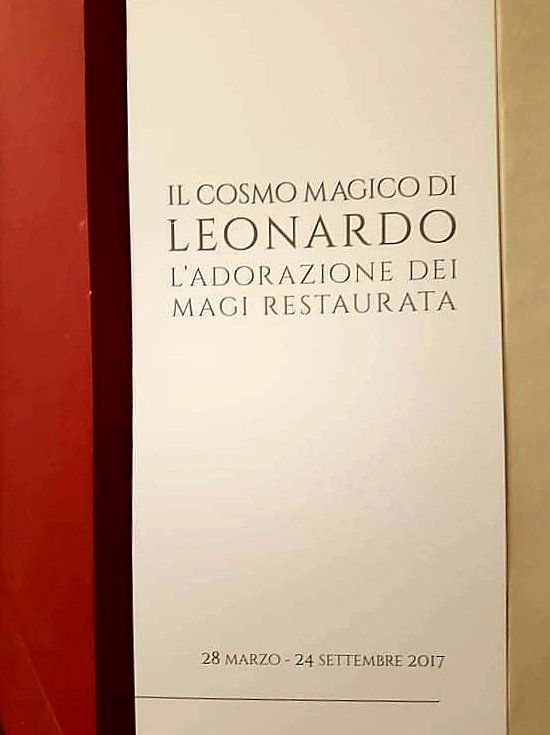 IL COSMO MAGICO DI
LEONARDO
L'ADORAZIONE DEI
MAGI RESTAURATA
28 MARZO - 24 SETTEMBRE 2017